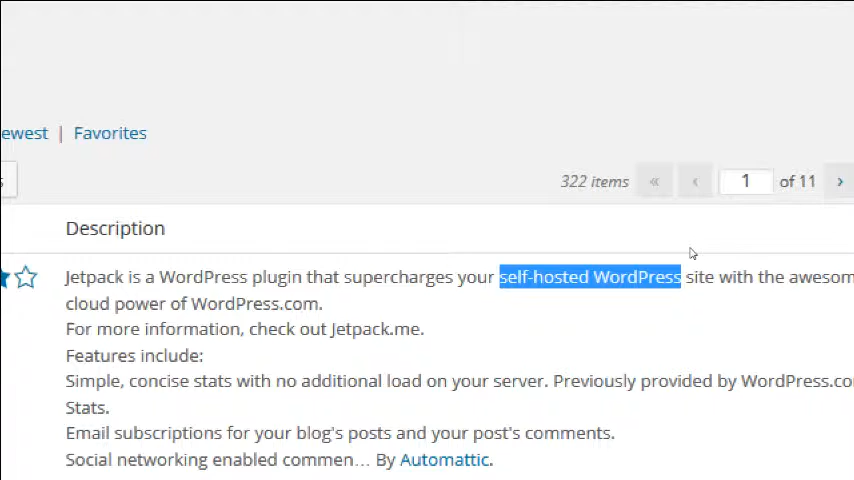 ewest | Favorites
322 items « ‹ 1 of 11 ›
Description
Jetpack is a WordPress plugin that supercharges your self-hosted WordPress site with the awesom
cloud power of WordPress.com.
For more information, check out Jetpack.me.
Features include:
Simple, concise stats with no additional load on your server. Previously provided by WordPress.co
Stats.
Email subscriptions for your blog's posts and your post's comments.
Social networking enabled commen… By Automattic.